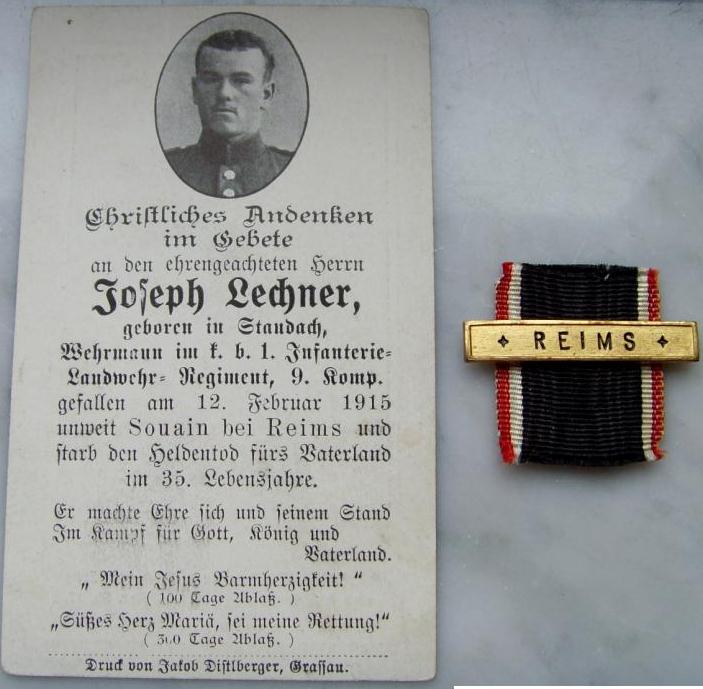 Christliches Andenken
im Gebete
an den ehrengeachteten Herrn
Joseph Lechner,
geboren in Staudach,
Wehrmann im k. b. 1. Infanterie-
Landwehr- Regiment, 9. Komp.
gefallen am 12. Februar 1915
unweit Souain bei Reims und
starb den Heldentod fürs Vaterland
im 35. Lebensjahre.
Er machte Ehre sich und seinem Stand
Im Kampf für Gott, König und
Vaterland.
„ Mein Jesus Barmherzigkeit! “
( 100 Tage Ablaß. )
„Süßes Herz Mariä, sei meine Rettung!“
( 300 Tage Ablaß. )
Druck von Jakob Distlberger, Grassau.
REIMS